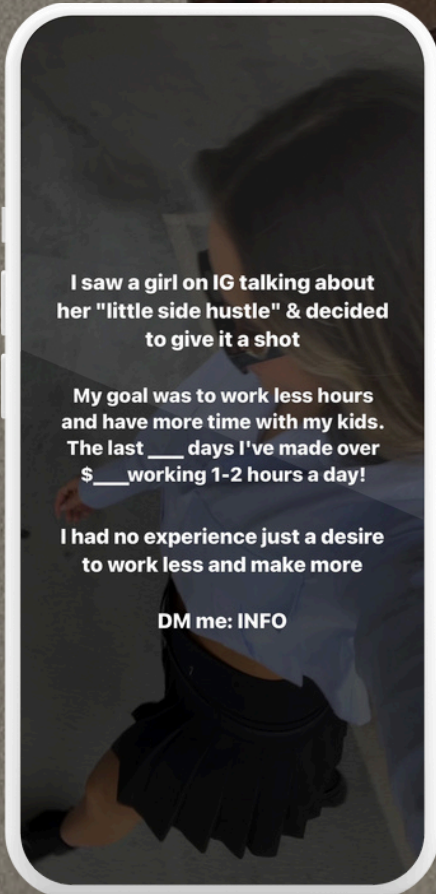 I saw a girl on IG talking about
her "little side hustle" & decided
to give it a shot
My goal was to work less hours
and have more time with my kids.
The last ___ days I've made over
$___working 1-2 hours a day!
I had no experience just a desire
to work less and make more
DM me: INFO